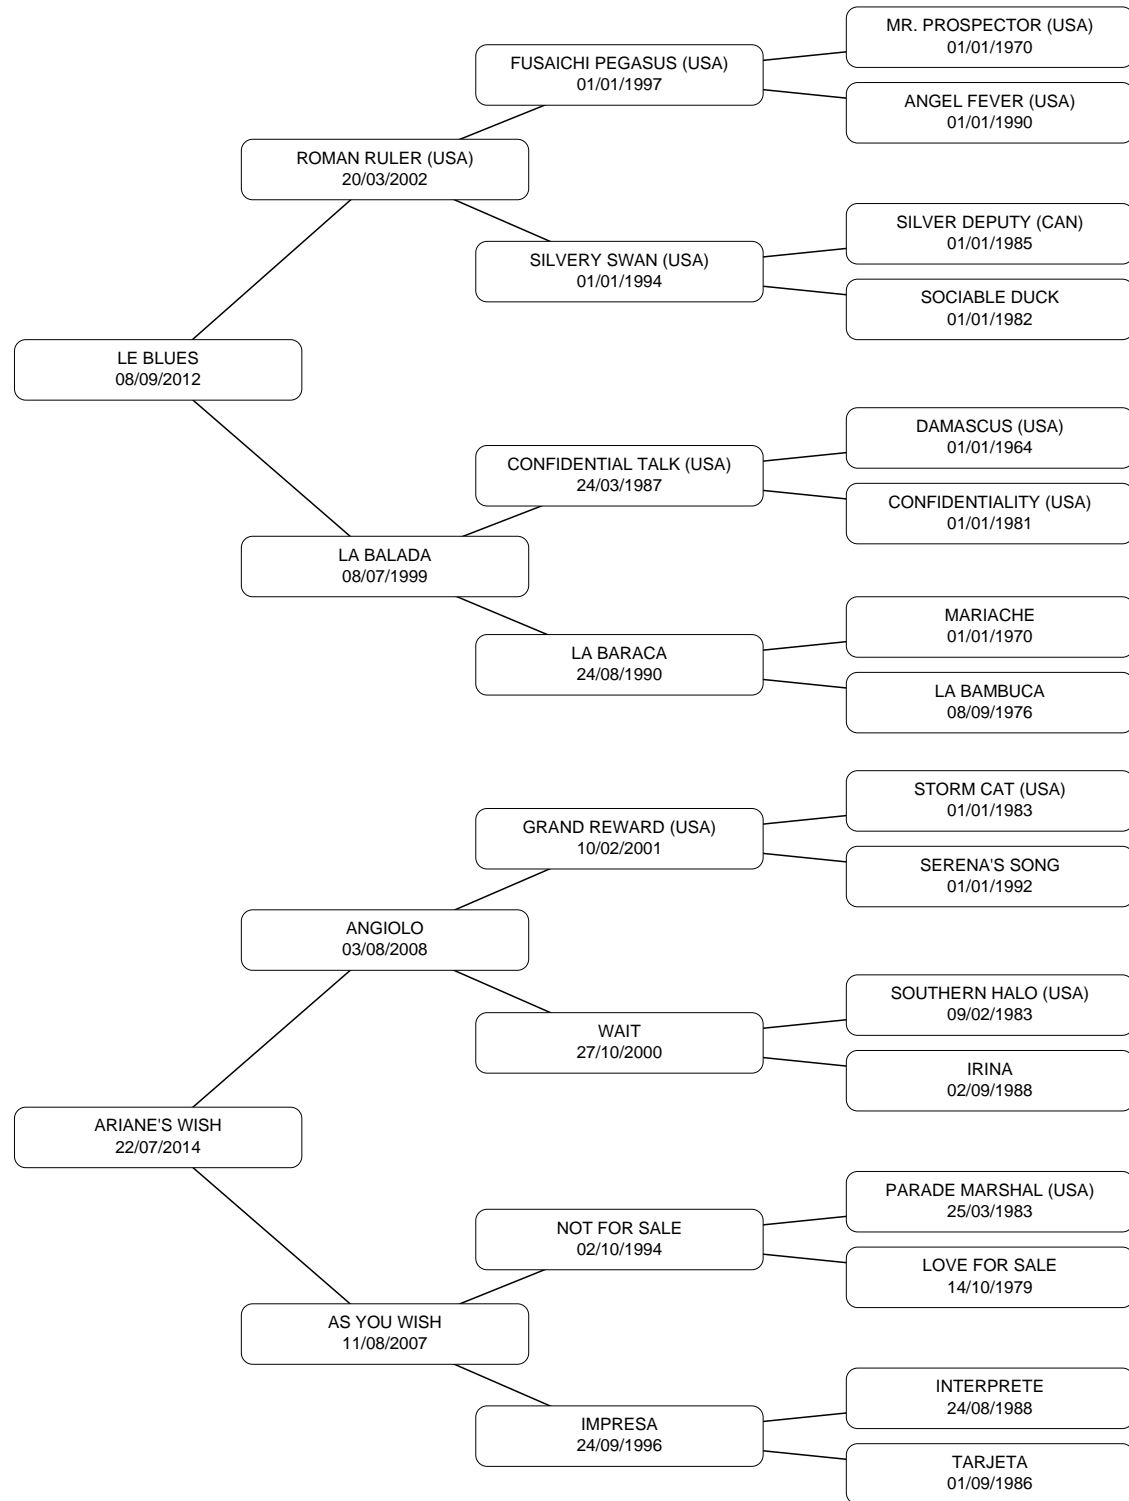 MR. PROSPECTOR (USA)
01/01/1970
FUSAICHI PEGASUS (USA)
01/01/1997
ANGEL FEVER (USA)
01/01/1990
ROMAN RULER (USA)
20/03/2002
SILVER DEPUTY (CAN)
01/01/1985
SILVERY SWAN (USA)
01/01/1994
SOCIABLE DUCK
01/01/1982
LE BLUES
08/09/2012
DAMASCUS (USA)
01/01/1964
CONFIDENTIAL TALK (USA)
24/03/1987
CONFIDENTIALITY (USA)
01/01/1981
LA BALADA
08/07/1999
MARIACHE
01/01/1970
LA BARACA
24/08/1990
LA BAMBUCA
08/09/1976
STORM CAT (USA)
01/01/1983
GRAND REWARD (USA)
10/02/2001
SERENA'S SONG
01/01/1992
ANGIOLO
03/08/2008
SOUTHERN HALO (USA)
09/02/1983
WAIT
27/10/2000
IRINA
02/09/1988
ARIANE'S WISH
22/07/2014
PARADE MARSHAL (USA)
25/03/1983
NOT FOR SALE
02/10/1994
LOVE FOR SALE
14/10/1979
AS YOU WISH
11/08/2007
INTERPRETE
24/08/1988
IMPRESA
24/09/1996
TARJETA
01/09/1986